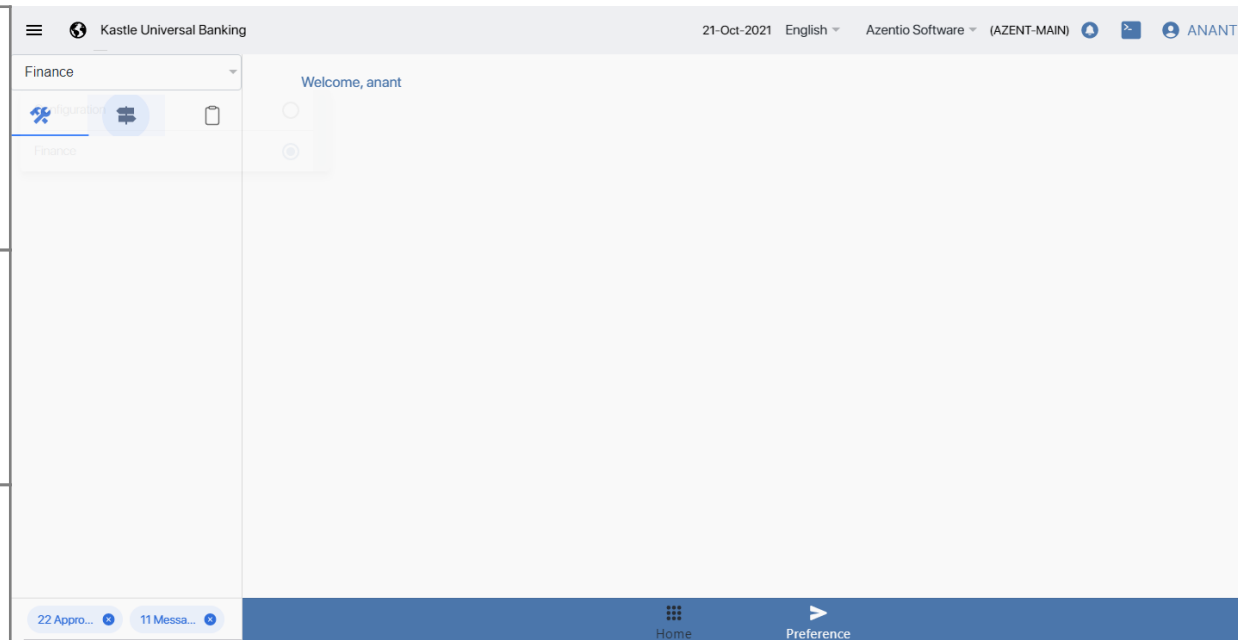 Kastle Universal Banking
21-Oct-2021 English Azentio Software (AZENT-MAIN) ANANT
Finance
Welcome, anant
Configuration
Finance
22 Appro... 11 Messa...
Home Preference